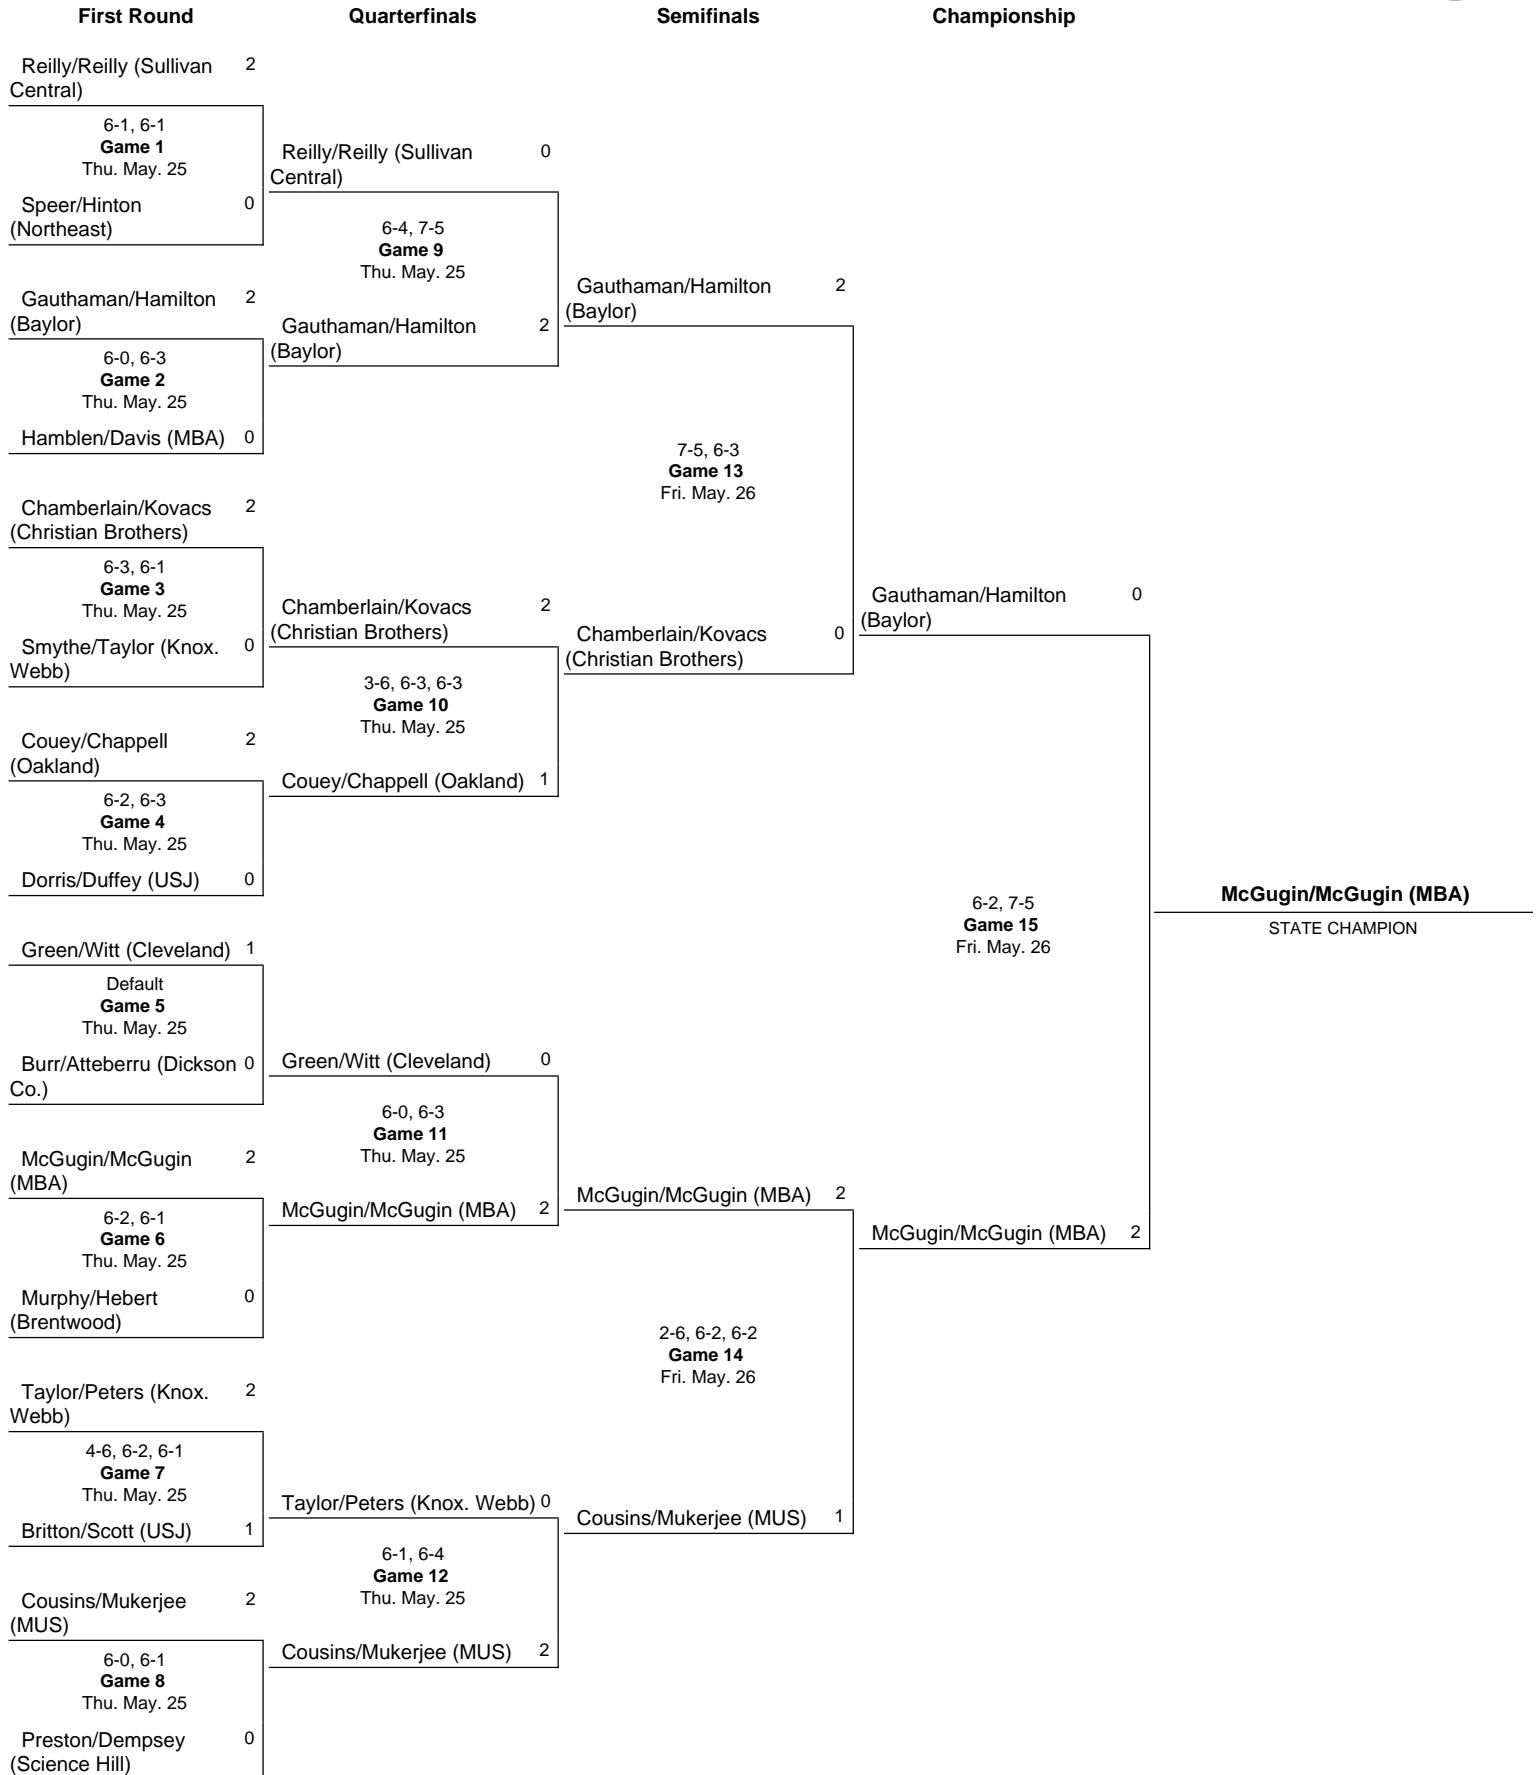 First Round
Quarterfinals
Semifinals
Championship
Reilly/Reilly (Sullivan 2
Central)
6-1, 6-1
Game 1
Thu. May. 25
Speer/Hinton 0
(Northeast)
Gauthaman/Hamilton 2
(Baylor)
6-0, 6-3
Game 2
Thu. May. 25
Hamblen/Davis (MBA) 0
Chamberlain/Kovacs 2
(Christian Brothers)
6-3, 6-1
Game 3
Thu. May. 25
Smythe/Taylor (Knox. 0
Webb)
Couey/Chappell 2
(Oakland)
6-2, 6-3
Game 4
Thu. May. 25
Dorris/Duffey (USJ) 0
Green/Witt (Cleveland) 1
Default
Game 5
Thu. May. 25
Burr/Atteberru (Dickson 0
Co.)
McGugin/McGugin 2
(MBA)
6-2, 6-1
Game 6
Thu. May. 25
Murphy/Hebert 0
(Brentwood)
Taylor/Peters (Knox. 2
Webb)
4-6, 6-2, 6-1
Game 7
Thu. May. 25
Britton/Scott (USJ) 1
Cousins/Mukerjee 2
(MUS)
6-0, 6-1
Game 8
Thu. May. 25
Preston/Dempsey 0
(Science Hill)
Reilly/Reilly (Sullivan 0
Central)
6-4, 7-5
Game 9
Thu. May. 25
Gauthaman/Hamilton 2
(Baylor)
Chamberlain/Kovacs 2
(Christian Brothers)
3-6, 6-3, 6-3
Game 10
Thu. May. 25
Couey/Chappell (Oakland) 1
Green/Witt (Cleveland) 0
6-0, 6-3
Game 11
Thu. May. 25
McGugin/McGugin (MBA) 2
Taylor/Peters (Knox. Webb) 0
6-1, 6-4
Game 12
Thu. May. 25
Cousins/Mukerjee (MUS) 2
Gauthaman/Hamilton 2
(Baylor)
7-5, 6-3
Game 13
Fri. May. 26
Chamberlain/Kovacs 0
(Christian Brothers)
McGugin/McGugin (MBA) 2
2-6, 6-2, 6-2
Game 14
Fri. May. 26
Cousins/Mukerjee (MUS) 1
Gauthaman/Hamilton 0
(Baylor)
6-2, 7-5
Game 15
Fri. May. 26
McGugin/McGugin (MBA) 2
McGugin/McGugin (MBA)
STATE CHAMPION